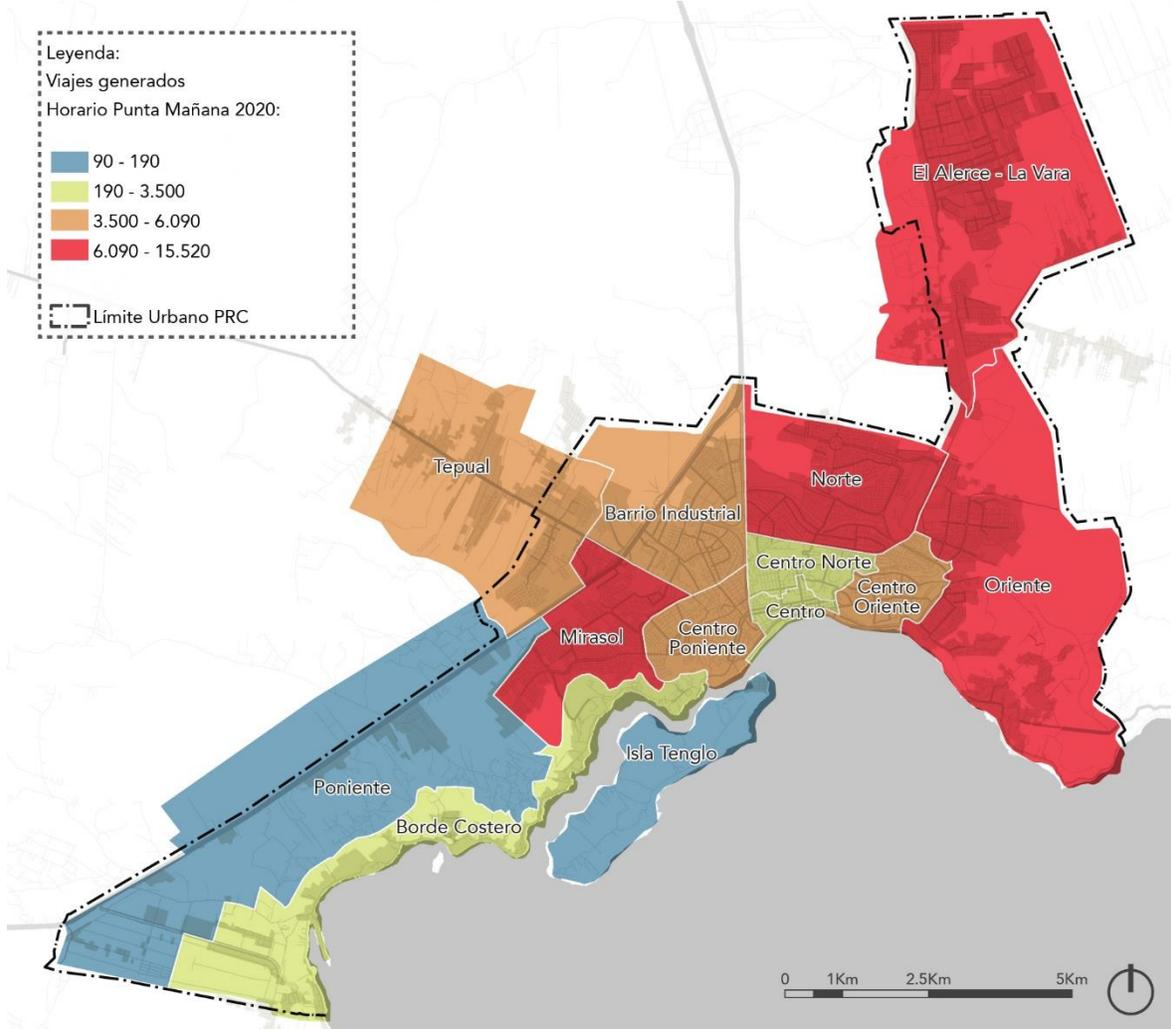 Leyenda:
Viajes generados
Horario Punta Mañana 2020:
90 - 190
190 - 3.500
3.500 - 6.090
6.090 - 15.520
Límite Urbano PRC
El Alerce - La Vara
Tepual
Norte
Barrio Industrial
Centro Norte
Centro
Oriente
Oriente
Centro
Mirasol
Centro
Poniente
Isla Tenglo
Poniente
Borde Costero
0
1Km
2.5Km
5Km